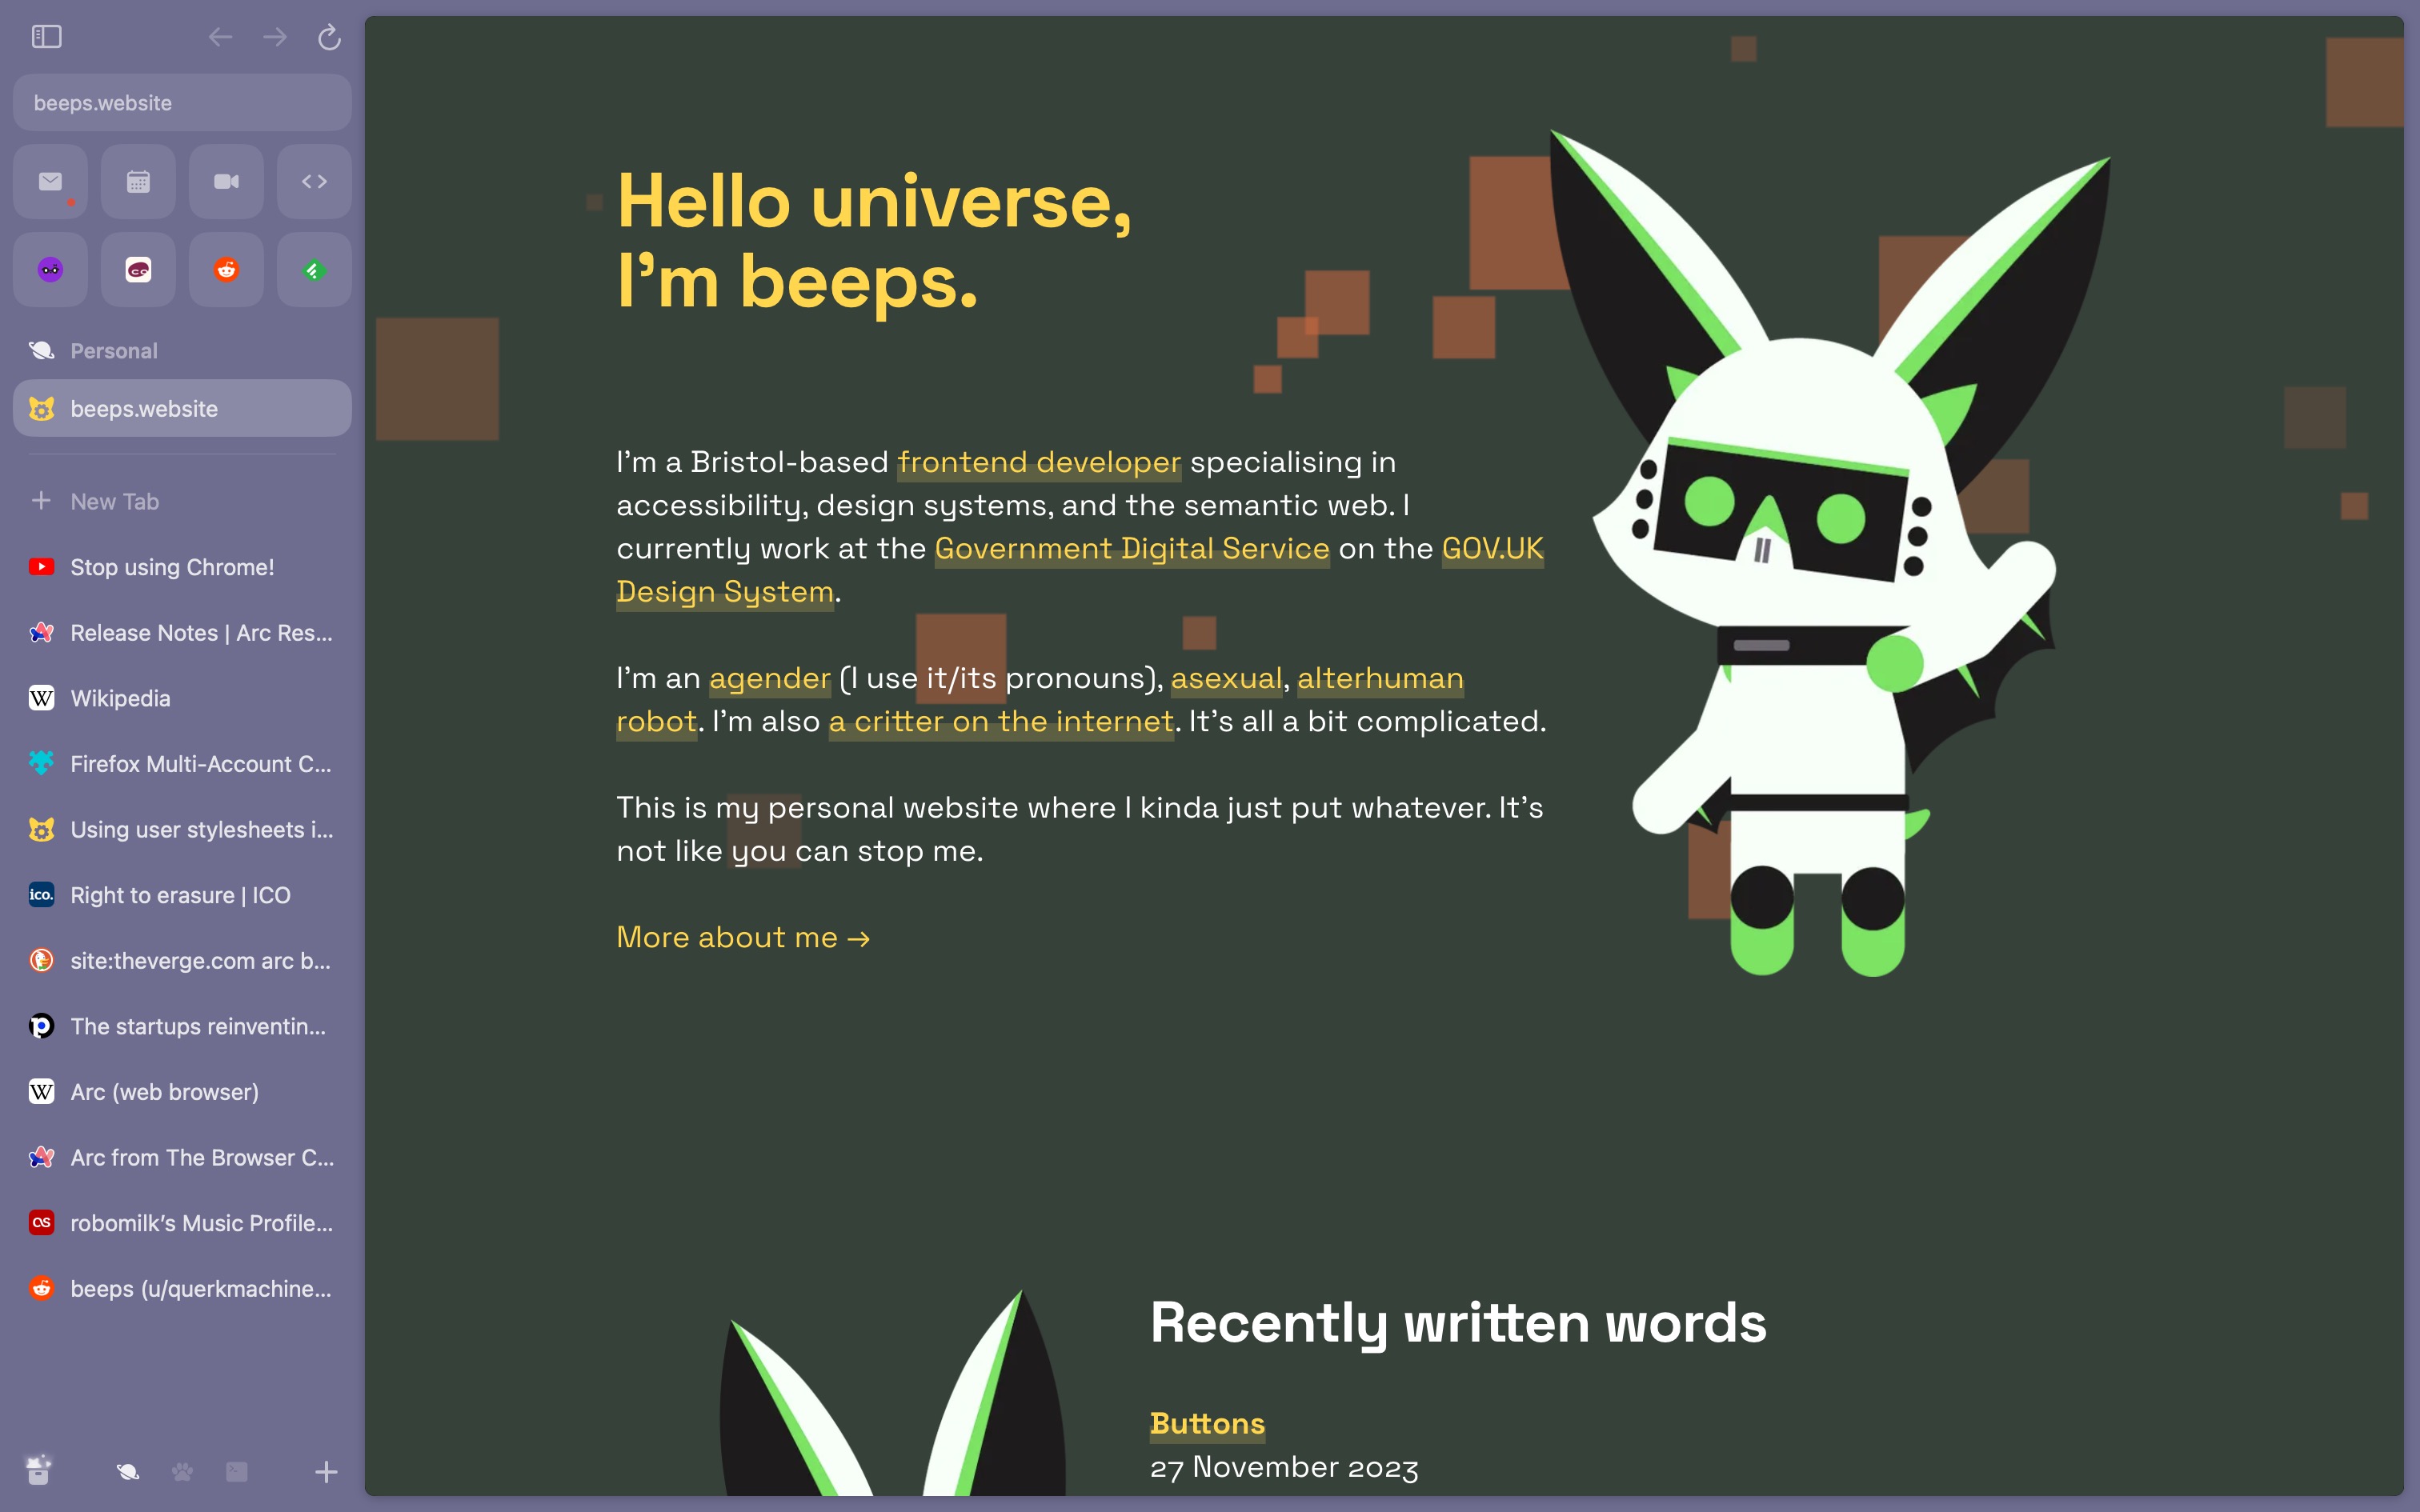 beeps.website
Personal
beeps.website
New Tab
Stop using Chrome!
Release Notes | Arc Res...
W Wikipedia
Firefox Multi-Account C...
Using user stylesheets i...
ico. Right to erasure | ICO
site:theverge.com arc b...
The startups reinventin...
W Arc (web browser)
Arc from The Browser C...
robomilk’s Music Profile...
beeps (u/querkmachine...
Hello universe,
I’m beeps.
I’m a Bristol-based frontend developer specialising in
accessibility, design systems, and the semantic web. I
currently work at the Government Digital Service on the GOV.UK
Design System.
I’m an agender (I use it/its pronouns), asexual, alterhuman
robot. I’m also a critter on the internet. It’s all a bit complicated.
This is my personal website where I kinda just put whatever. It’s
not like you can stop me.
More about me →
Recently written words
Buttons
27 November 2023